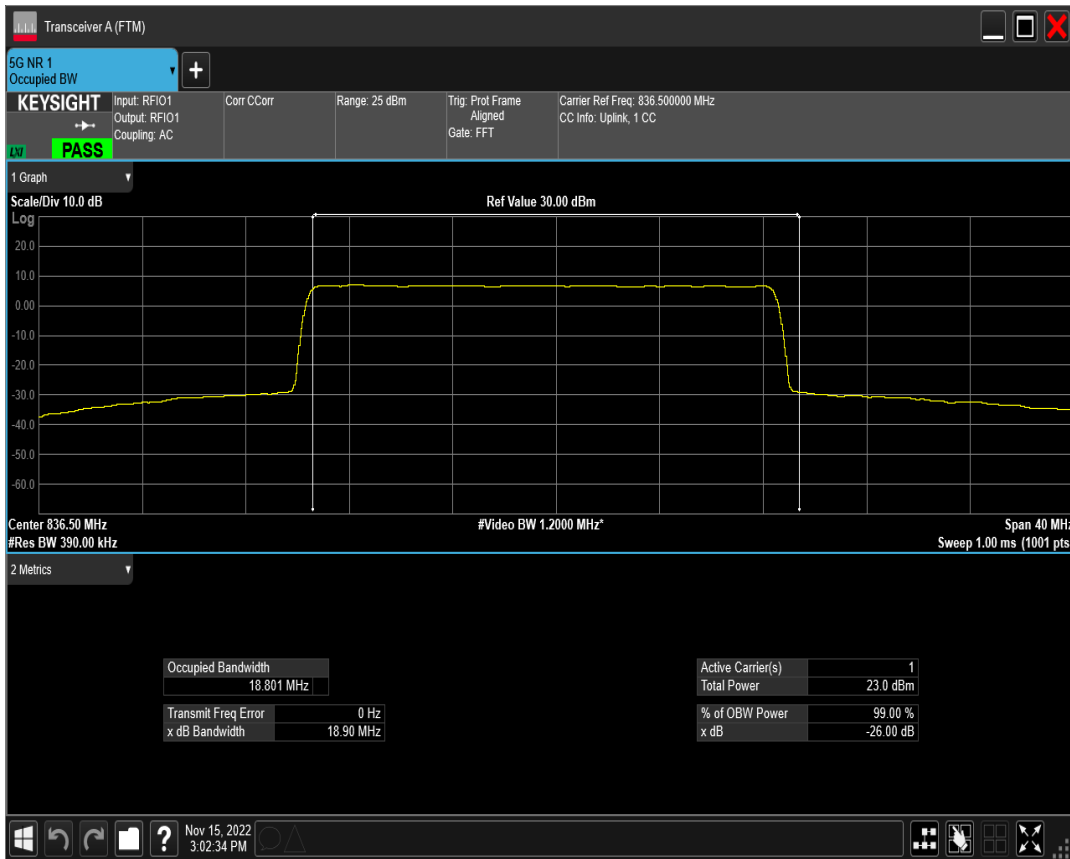 Transceiver A (FTM)
5G NR 1
Occupied BW
+
KEYSIGHT
LXI
PASS
Input: RFIO1
Output: RFIO1
Coupling: AC
Corr CCorr
Range: 25 dBm
Trig: Prot Frame
Aligned
Gate: FFT
Carrier Ref Freq: 836.500000 MHz
CC Info: Uplink, 1 CC
1 Graph
Scale/Div 10.0 dB
Ref Value 30.00 dBm
Log
20.0
10.0
0.00
-10.0
-20.0
-30.0
-40.0
-50.0
-60.0
Center 836.50 MHz
#Video BW 1.2000 MHz*
Span 40 MHz
#Res BW 390.00 kHz
Sweep 1.00 ms (1001 pts
2 Metrics
Occupied Bandwidth
18.801 MHz
Transmit Freq Error 0 Hz
x dB Bandwidth 18.90 MHz
Active Carrier(s) 1
Total Power 23.0 dBm
% of OBW Power 99.00 %
x dB -26.00 dB
?
Nov 15, 2022
3:02:34 PM